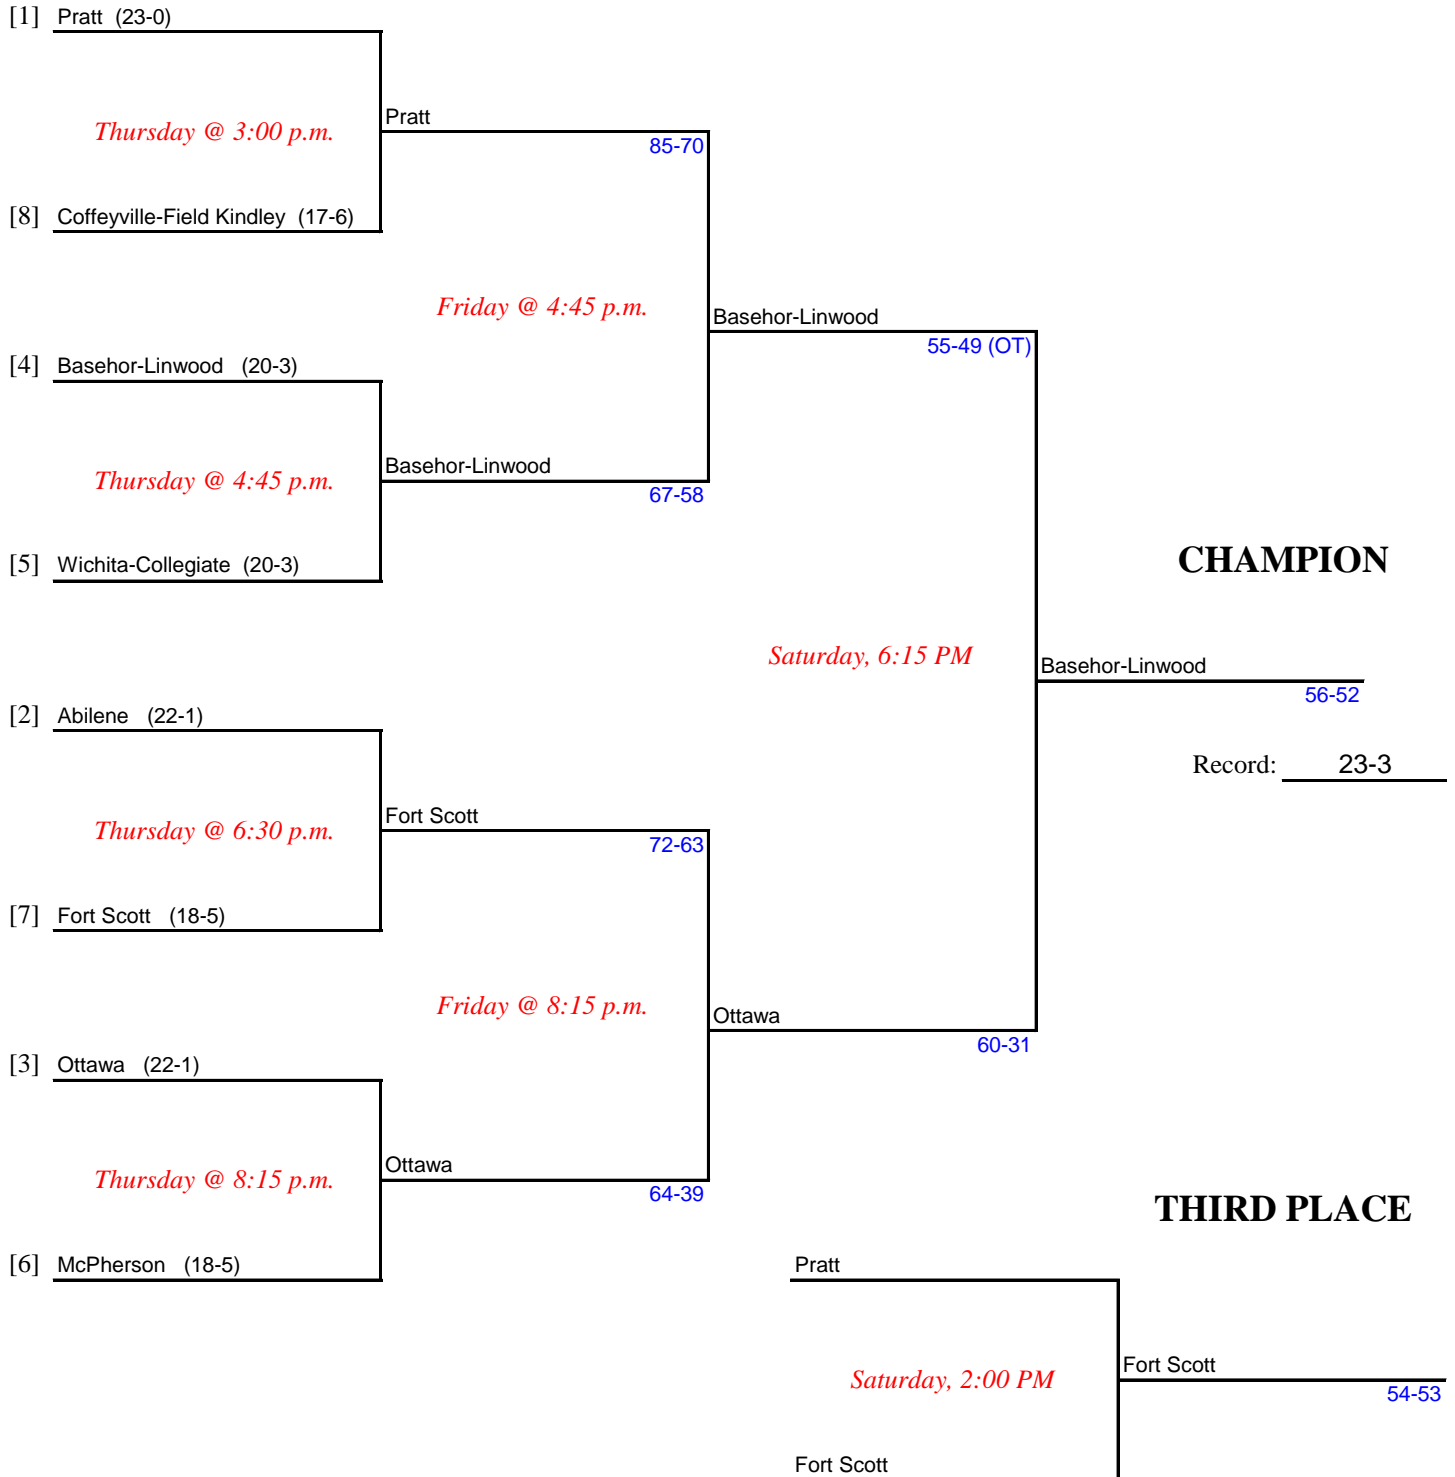 [1] Pratt (23-0)
Pratt
Thursday @ 3:00 p.m.
85-70
[8] Coffeyville-Field Kindley (17-6)
Friday @ 4:45 p.m.
Basehor-Linwood
55-49 (OT)
[4] Basehor-Linwood (20-3)
Basehor-Linwood
Thursday @ 4:45 p.m.
67-58
[5] Wichita-Collegiate (20-3)
CHAMPION
Saturday, 6:15 PM
Basehor-Linwood
56-52
[2] Abilene (22-1)
Record: 23-3
Fort Scott
Thursday @ 6:30 p.m.
72-63
[7] Fort Scott (18-5)
Friday @ 8:15 p.m.
Ottawa
60-31
[3] Ottawa (22-1)
Ottawa
Thursday @ 8:15 p.m.
64-39
THIRD PLACE
[6] McPherson (18-5)
Pratt
Fort Scott
Saturday, 2:00 PM
54-53
Fort Scott